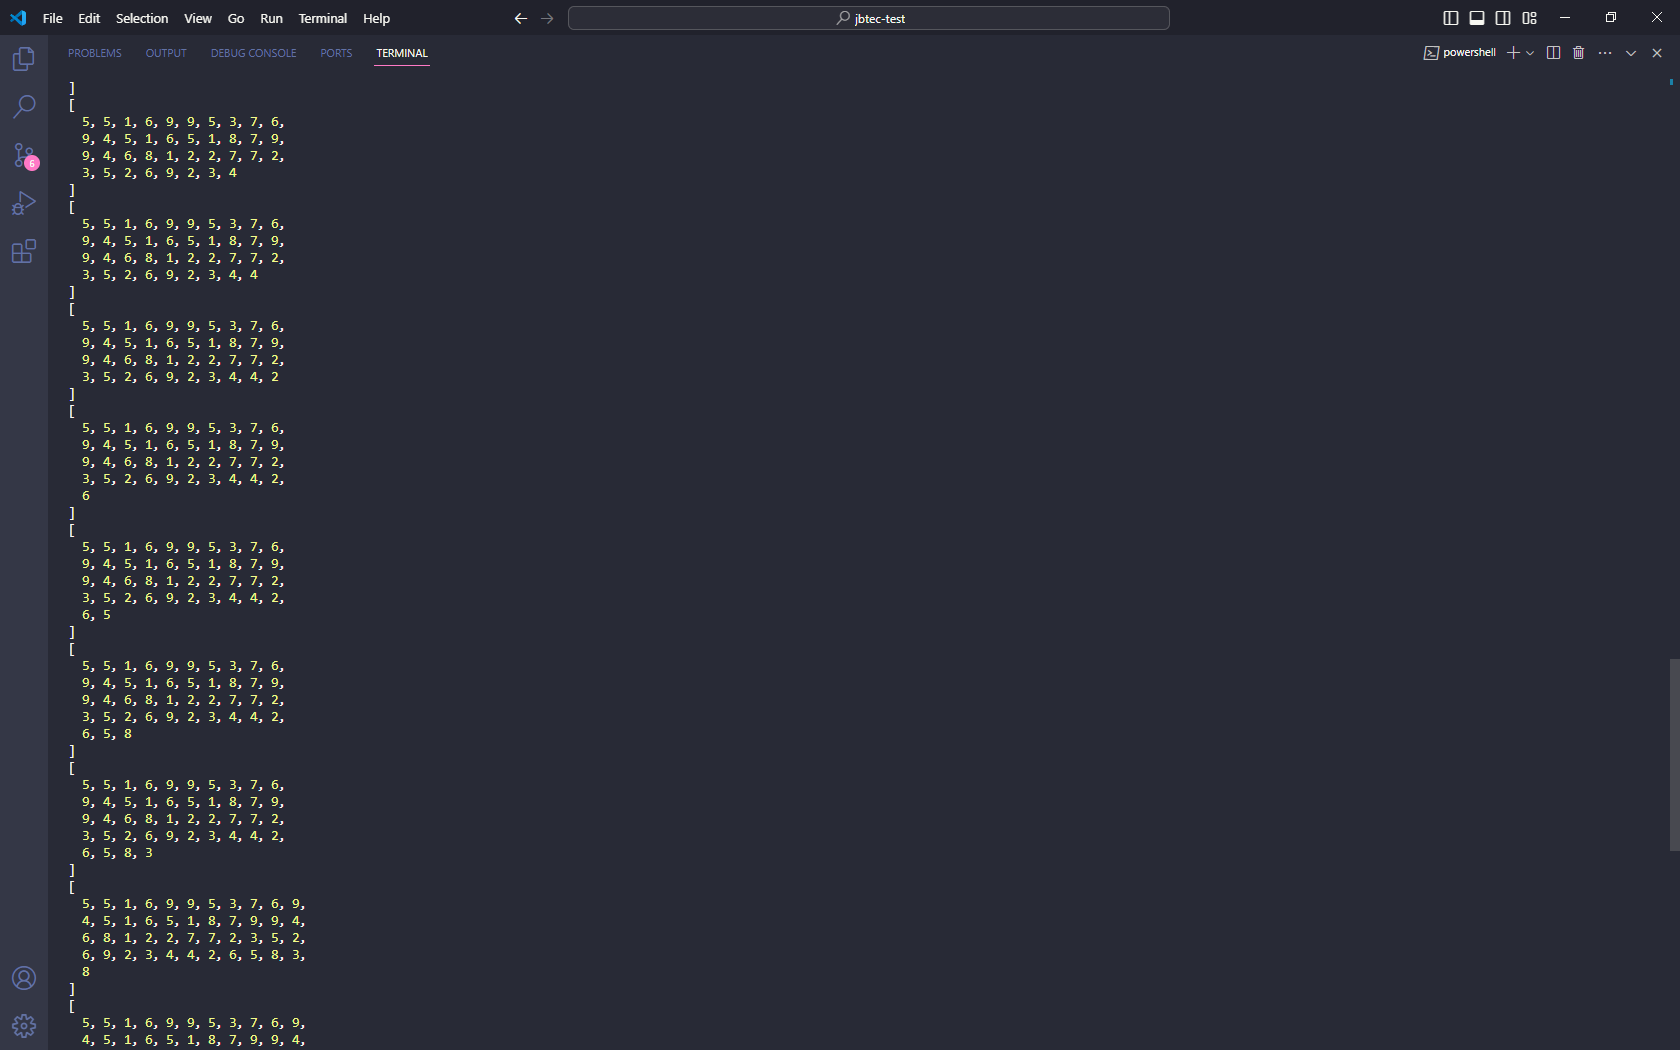 File Edit Selection View Go Run Terminal Help
jbtec-test
PROBLEMS OUTPUT DEBUG CONSOLE PORTS TERMINAL
powershell
6
]
[
5, 5, 1, 6, 9, 9, 5, 3, 7, 6,
9, 4, 5, 1, 6, 5, 1, 8, 7, 9,
9, 4, 6, 8, 1, 2, 2, 7, 7, 2,
3, 5, 2, 6, 9, 2, 3, 4
]
[
5, 5, 1, 6, 9, 9, 5, 3, 7, 6,
9, 4, 5, 1, 6, 5, 1, 8, 7, 9,
9, 4, 6, 8, 1, 2, 2, 7, 7, 2,
3, 5, 2, 6, 9, 2, 3, 4, 4
]
[
5, 5, 1, 6, 9, 9, 5, 3, 7, 6,
9, 4, 5, 1, 6, 5, 1, 8, 7, 9,
9, 4, 6, 8, 1, 2, 2, 7, 7, 2,
3, 5, 2, 6, 9, 2, 3, 4, 4, 2
]
[
5, 5, 1, 6, 9, 9, 5, 3, 7, 6,
9, 4, 5, 1, 6, 5, 1, 8, 7, 9,
9, 4, 6, 8, 1, 2, 2, 7, 7, 2,
3, 5, 2, 6, 9, 2, 3, 4, 4, 2,
6
]
[
5, 5, 1, 6, 9, 9, 5, 3, 7, 6,
9, 4, 5, 1, 6, 5, 1, 8, 7, 9,
9, 4, 6, 8, 1, 2, 2, 7, 7, 2,
3, 5, 2, 6, 9, 2, 3, 4, 4, 2,
6, 5
]
[
5, 5, 1, 6, 9, 9, 5, 3, 7, 6,
9, 4, 5, 1, 6, 5, 1, 8, 7, 9,
9, 4, 6, 8, 1, 2, 2, 7, 7, 2,
3, 5, 2, 6, 9, 2, 3, 4, 4, 2,
6, 5, 8
]
[
5, 5, 1, 6, 9, 9, 5, 3, 7, 6,
9, 4, 5, 1, 6, 5, 1, 8, 7, 9,
9, 4, 6, 8, 1, 2, 2, 7, 7, 2,
3, 5, 2, 6, 9, 2, 3, 4, 4, 2,
6, 5, 8, 3
]
[
5, 5, 1, 6, 9, 9, 5, 3, 7, 6, 9,
4, 5, 1, 6, 5, 1, 8, 7, 9, 9, 4,
6, 8, 1, 2, 2, 7, 7, 2, 3, 5, 2,
6, 9, 2, 3, 4, 4, 2, 6, 5, 8, 3,
8
]
[
5, 5, 1, 6, 9, 9, 5, 3, 7, 6, 9,
4, 5, 1, 6, 5, 1, 8, 7, 9, 9, 4,